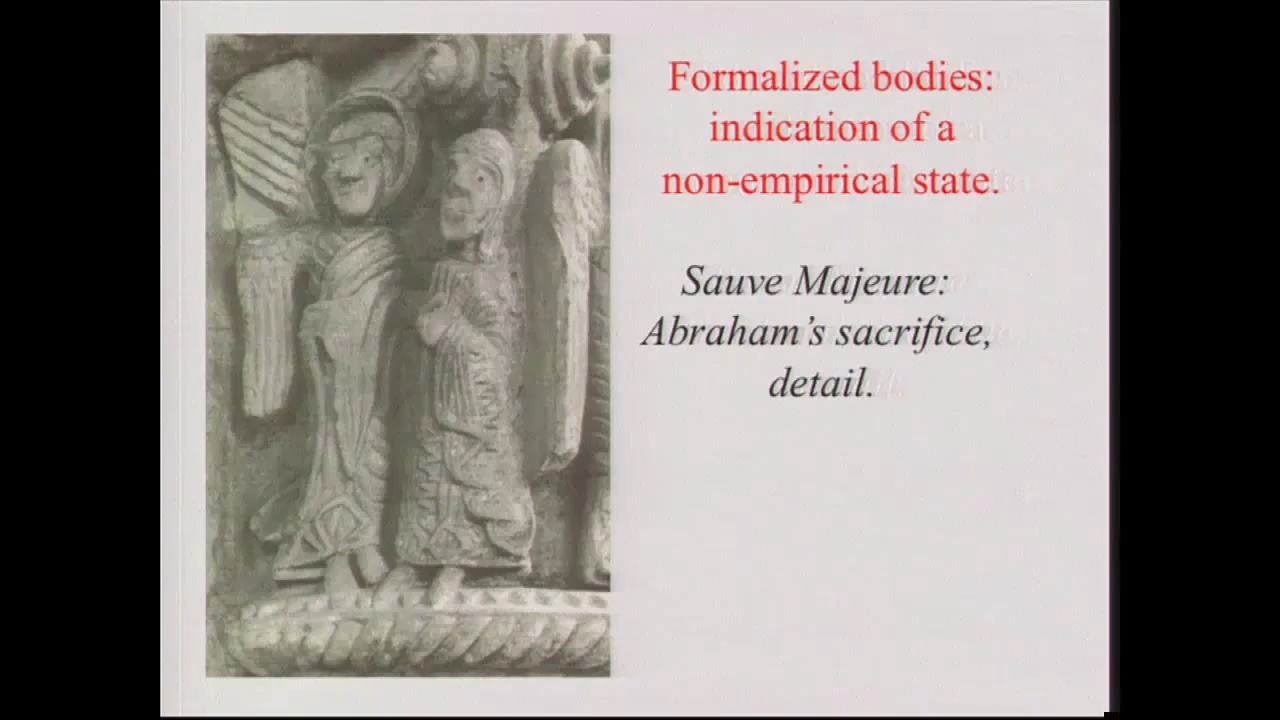 Formalized bodies:
indication of a
non-empirical state.
Sauve Majeure:
Abraham's sacrifice,
detail.